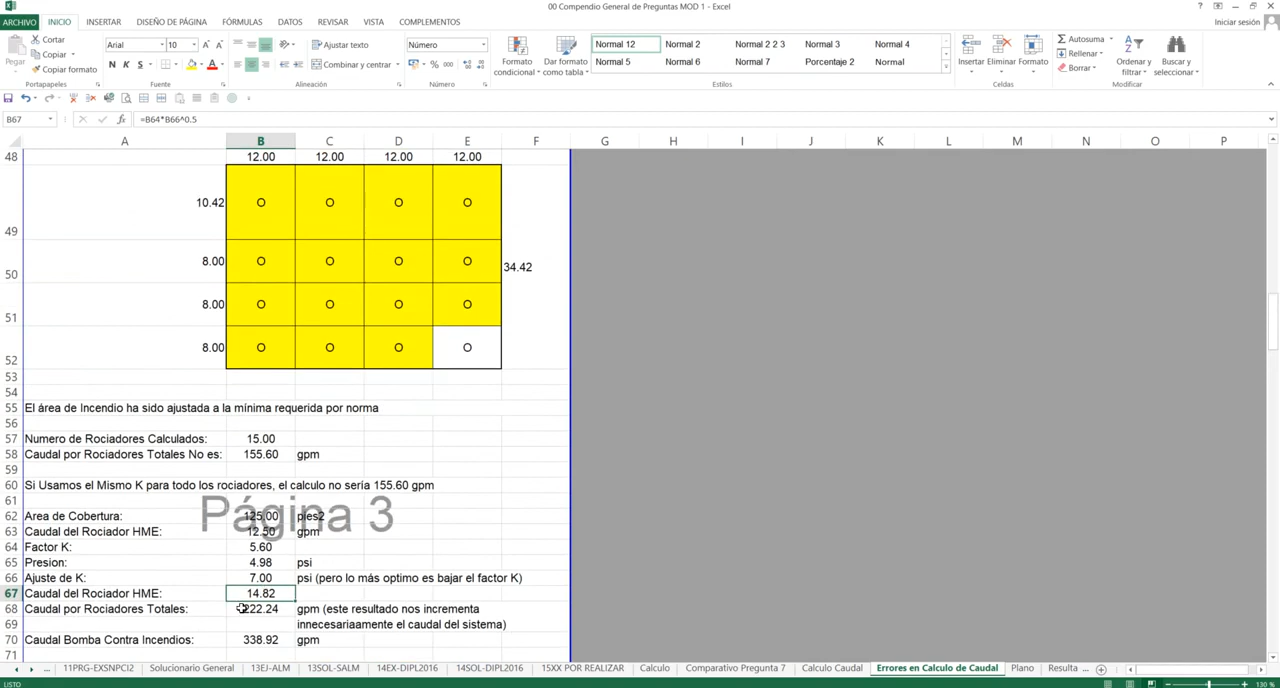 00 Compendio General de Preguntas MOD 1 - Excel
ARCHIVO INICIO INSERTAR DISEÑO DE PÁGINA FÓRMULAS DATOS REVISAR VISTA COMPLEMENTOS Iniciar sesión
Pegar Cortar Copiar Copiar formato
Arial 10
N K S
Ajustar texto
Combinar y centrar
Número
% 000
Formato condicional Dar formato como tabla
Normal 12 Normal 2 Normal 2 2 3 Normal 3 Normal 4
Normal 5 Normal 6 Normal 7 Porcentaje 2 Normal
Insertar Eliminar Formato
Autosuma
Rellenar
Borrar
Ordenar y filtrar Buscar y seleccionar
Portapapeles Fuente Alineación Número Estilos Celdas Modificar
B67 fx =B64*B66^0.5
A B C D E F G H I J K L M N O P
48 12.00 12.00 12.00 12.00
49 10.42 O O O O
50 8.00 O O O O 34.42
51 8.00 O O O O
52 8.00 O O O O
53
54
55 El área de Incendio ha sido ajustada a la mínima requerida por norma
56
57 Numero de Rociadores Calculados: 15.00
58 Caudal por Rociadores Totales No es: 155.60 gpm
59
60 Si Usamos el Mismo K para todo los rociadores, el calculo no sería 155.60 gpm
61
Página 3
62 Area de Cobertura: 125.00 pies2
63 Caudal del Rociador HME: 12.50 gpm
64 Factor K: 5.60
65 Presion: 4.98 psi
66 Ajuste de K: 7.00 psi (pero lo más optimo es bajar el factor K)
67 Caudal del Rociador HME: 14.82
68 Caudal por Rociadores Totales: 222.24 gpm (este resultado nos incrementa
69 innecesariaamente el caudal del sistema)
70 Caudal Bomba Contra Incendios: 338.92 gpm
71
... 11PRG-EXSNPCI2 Solucionario General 13EJ-ALM 13SOL-SALM 14EX-DIPL2016 14SOL-DIPL2016 15XX POR REALIZAR Calculo Comparativo Pregunta 7 Calculo Caudal Errores en Calculo de Caudal Plano Resulta ...
LISTO 130 %